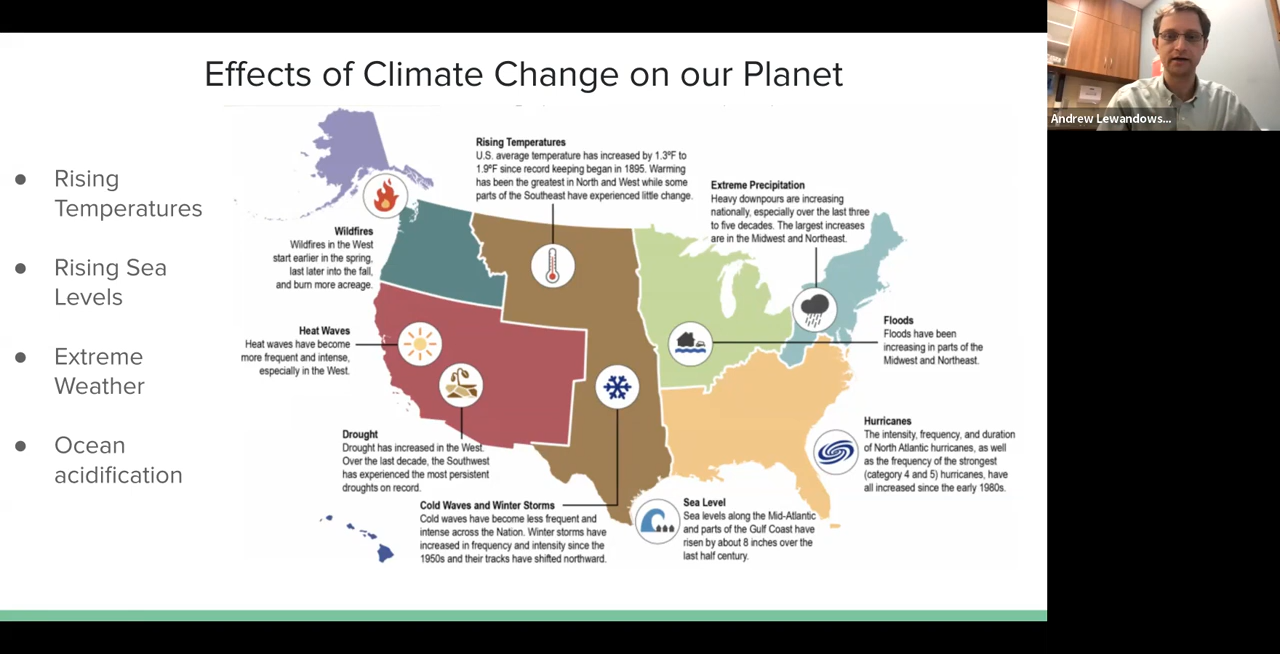 Effects of Climate Change on our Planet
● Rising
Temperatures
● Rising Sea
Levels
● Extreme
Weather
● Ocean
acidification
Rising Temperatures
U.S. average temperature has increased by 1.3°F to
1.9°F since record keeping began in 1895. Warming
has been the greatest in North and West while some
parts of the Southeast have experienced little change.
Extreme Precipitation
Heavy downpours are increasing
nationally, especially over the last three
to five decades. The largest increases
are in the Midwest and Northeast.
Wildfires
Wildfires in the West
start earlier in the spring,
last later into the fall,
and burn more acreage.
Heat Waves
Heat waves have become
more frequent and intense,
especially in the West.
Floods
Floods have been
increasing in parts of the
Midwest and Northeast.
Drought
Drought has increased in the West.
Over the last decade, the Southwest
has experienced the most persistent
droughts on record.
Hurricanes
The intensity, frequency, and duration
of North Atlantic hurricanes, as well
as the frequency of the strongest
(category 4 and 5) hurricanes, have
all increased since the early 1980s.
Cold Waves and Winter Storms
Cold waves have become less frequent and
intense across the Nation. Winter storms have
increased in frequency and intensity since the
1950s and their tracks have shifted northward.
Sea Level
Sea levels along the Mid-Atlantic
and parts of the Gulf Coast have
risen by about 8 inches over the
last half century.
Andrew Lewandows...